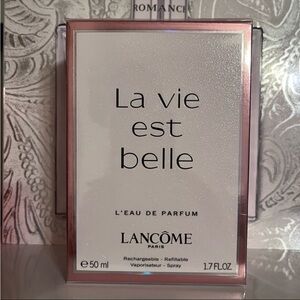 ROMANCE
La vie
est
belle
L'EAU DE PARFUM
LANCÔME
PARIS
Rechargeable - Refillable
Vaporisateur - Spray
℮ 50 ml 1.7 FL.OZ.